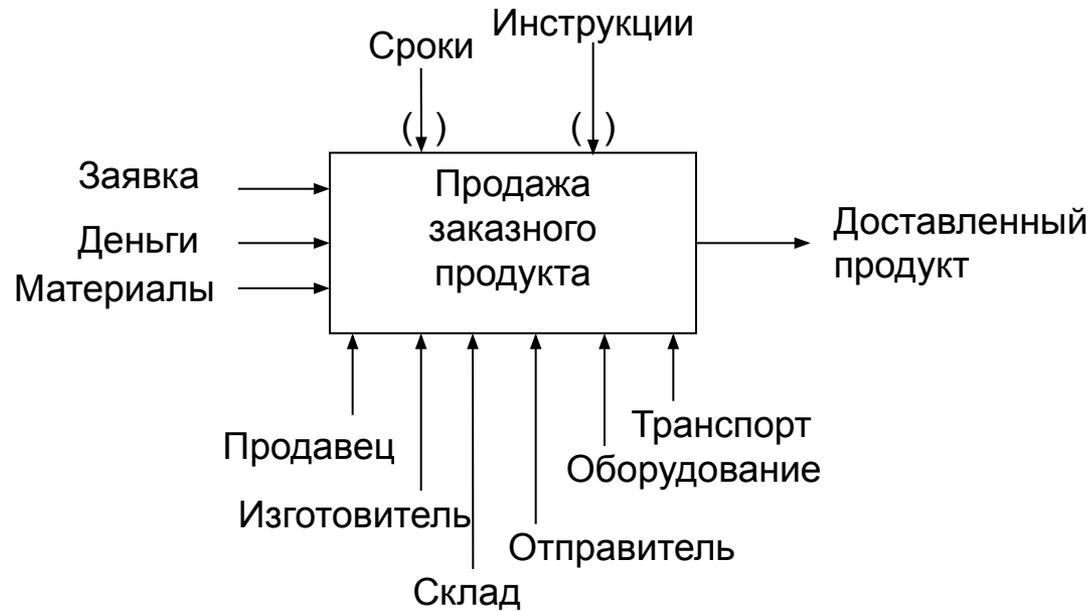 Инструкции
Сроки
( ) ( )
Заявка
Деньги
Материалы
Продажа
заказного
продукта
Доставленный
продукт
Продавец
Транспорт
Оборудование
Изготовитель
Отправитель
Склад